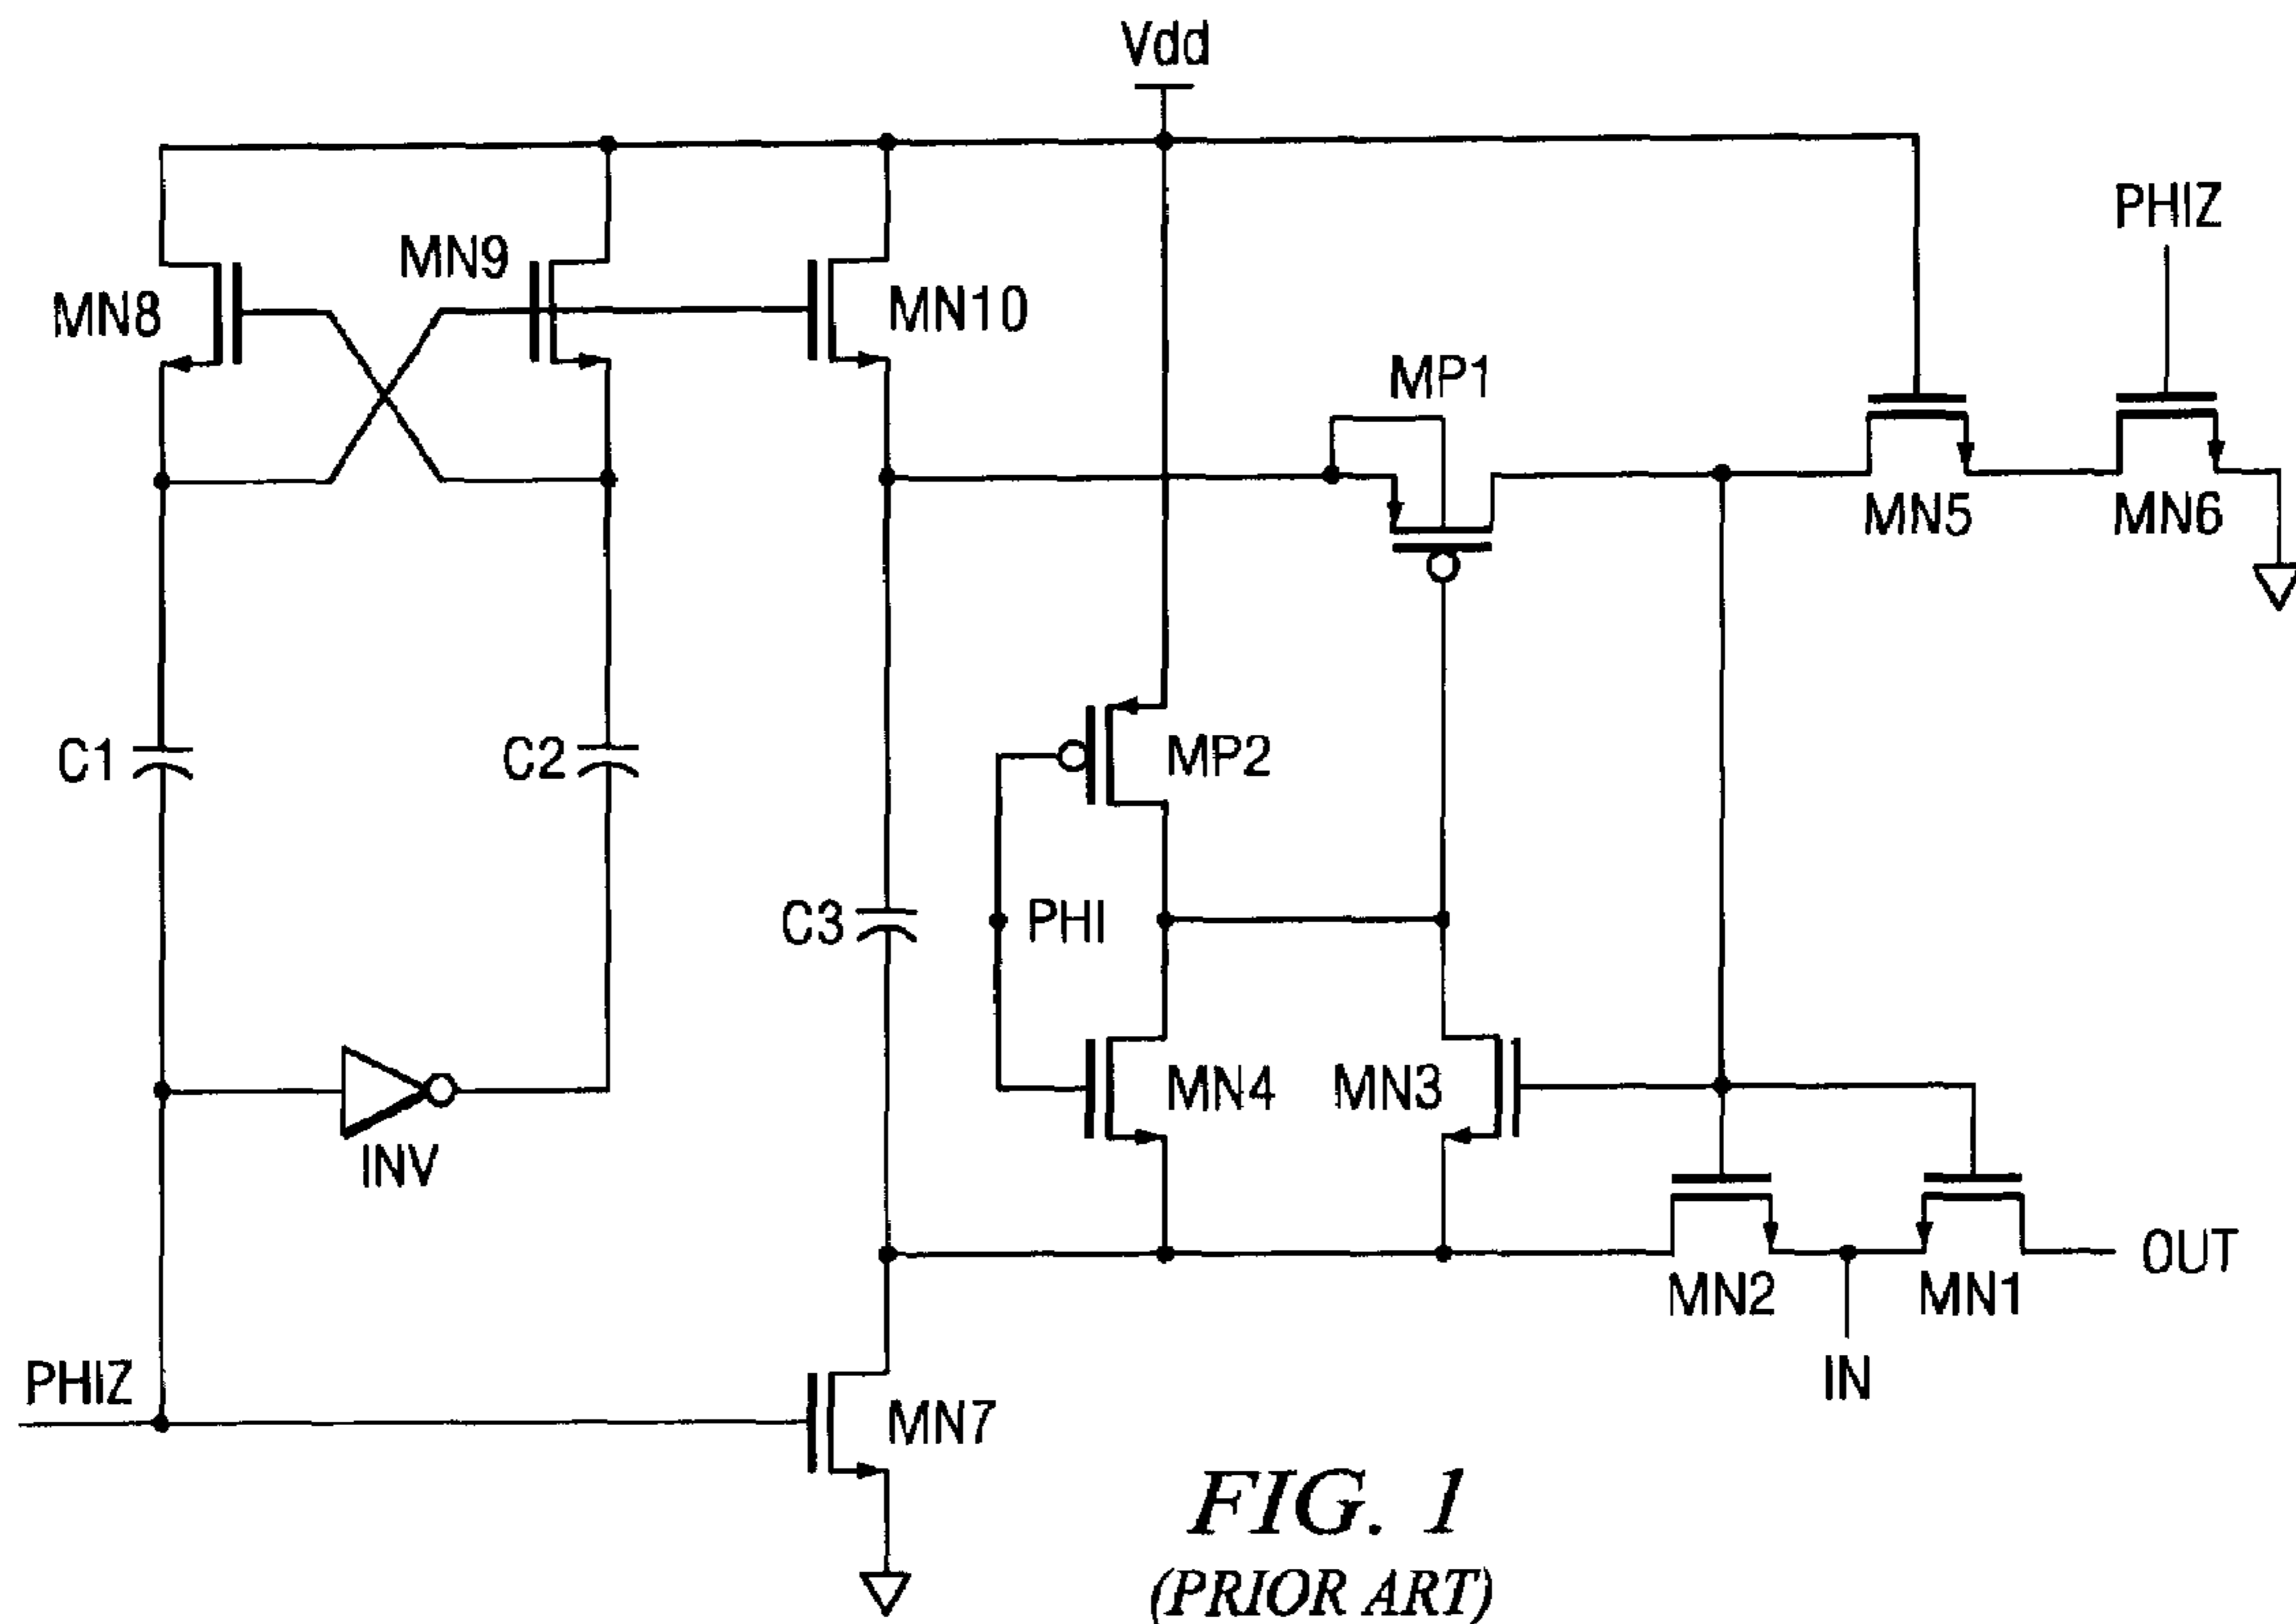 Vdd
PHIZ
MN9
MN8
MN10
MP1
MN5
MN6
C1
C2
MP2
C3
PHI
MN4
MN3
INV
OUT
MN2
MN1
PHIZ
IN
MN7
FIG. 1
(PRIOR ART)